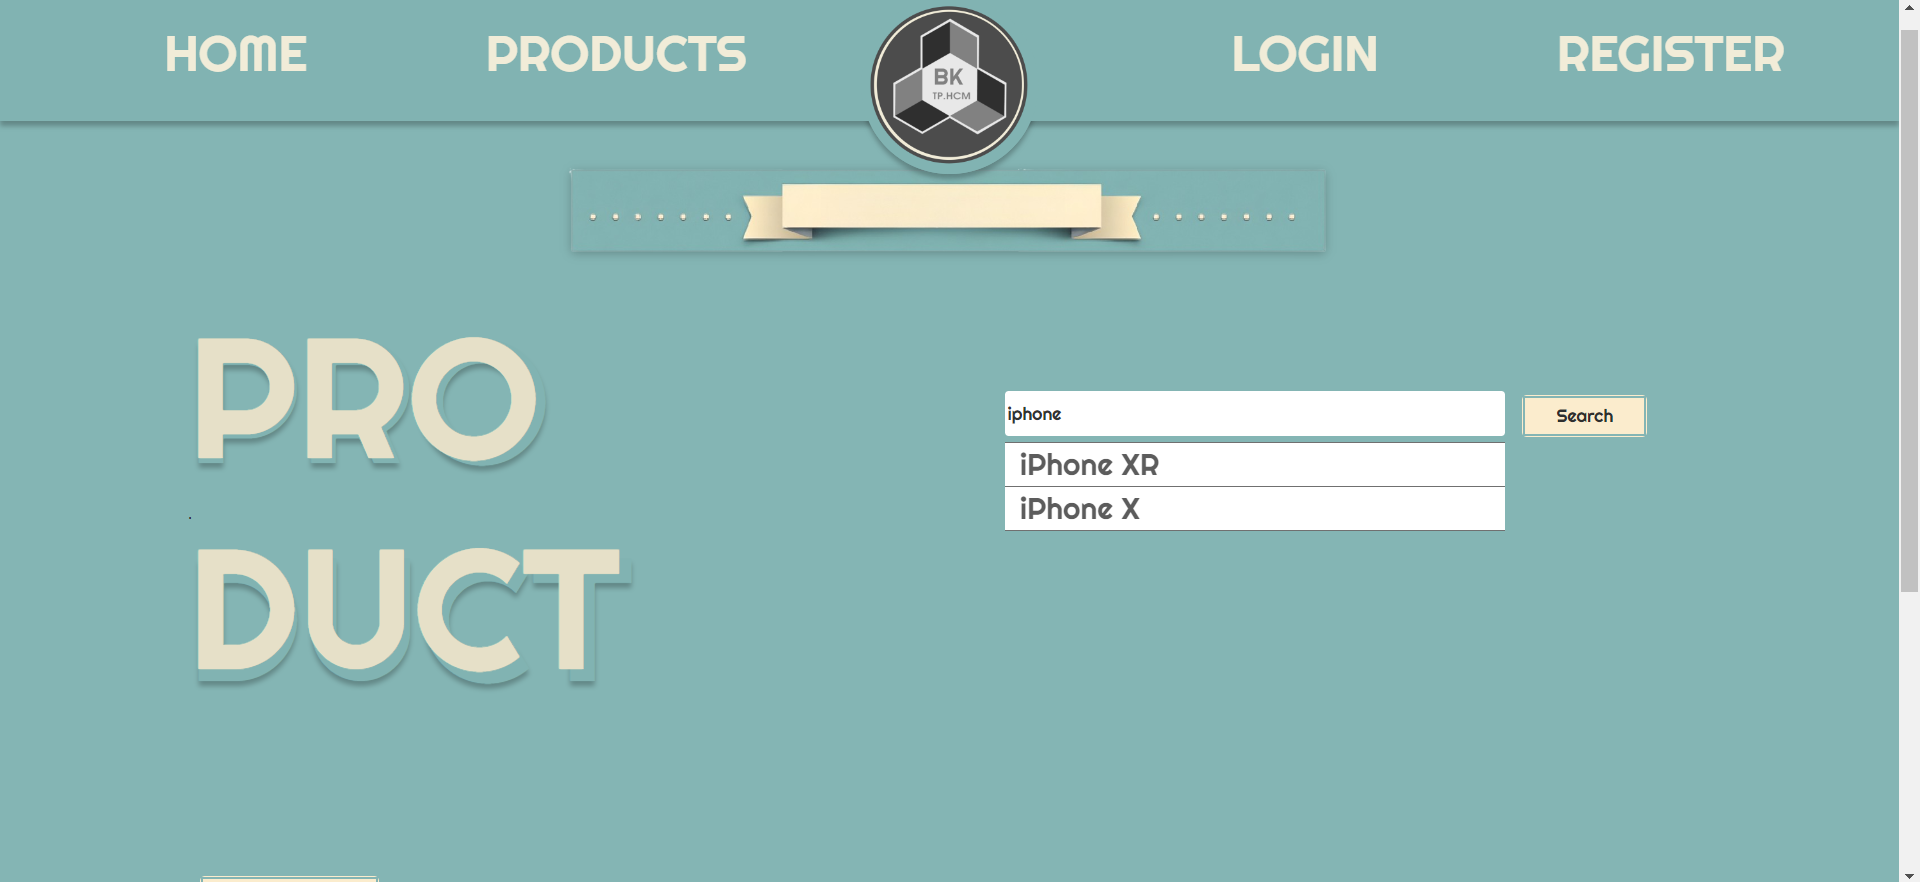 HOME PRODUCTS LOGIN REGISTER
BK
TP.HCM
PRO
DUCT
iphone
Search
iPhone XR
iPhone X